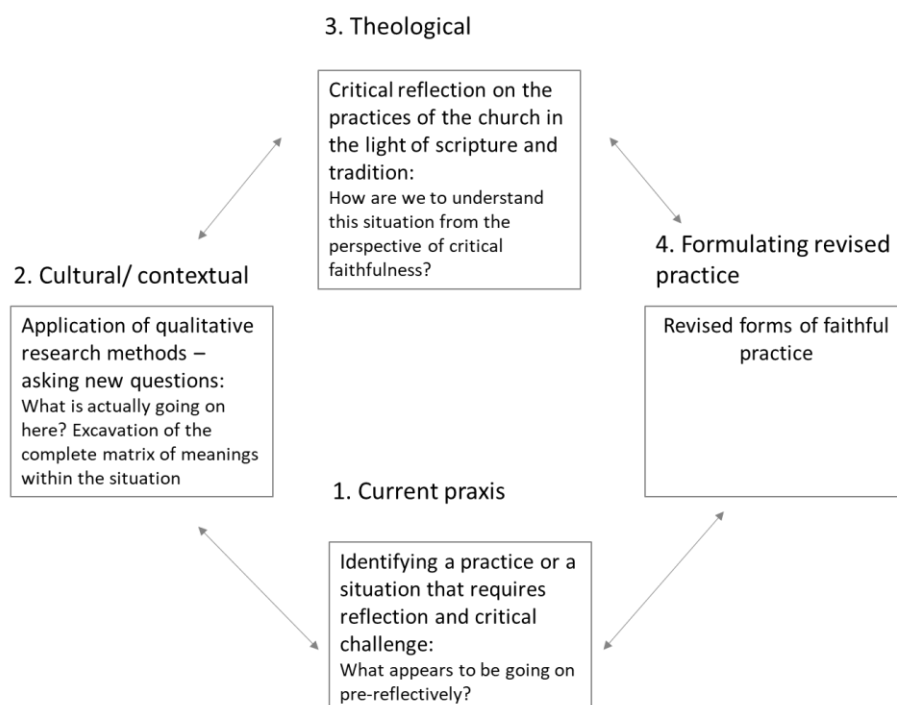 3. Theological
Critical reflection on the
practices of the church in
the light of scripture and
tradition:
How are we to understand
this situation from the
perspective of critical
faithfulness?
2. Cultural/ contextual
Application of qualitative
research methods –
asking new questions:
What is actually going on
here? Excavation of the
complete matrix of meanings
within the situation
4. Formulating revised
practice
Revised forms of faithful
practice
1. Current praxis
Identifying a practice or a
situation that requires
reflection and critical
challenge:
What appears to be going on
pre-reflectively?